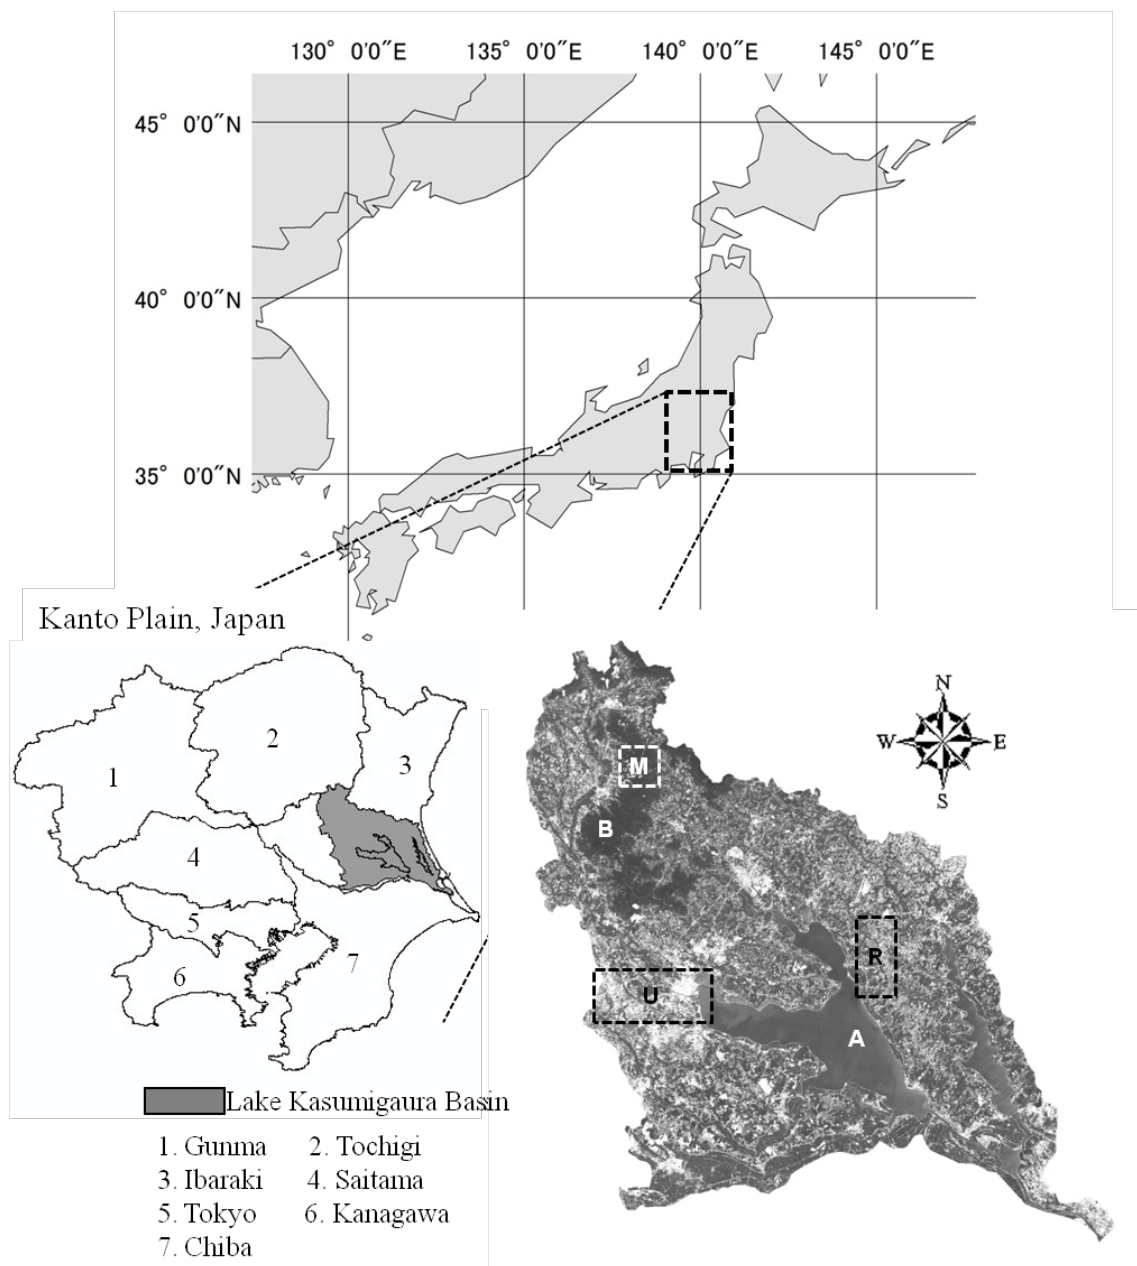 130° 0'0"E 135° 0'0"E 140° 0'0"E 145° 0'0"E
45° 0'0"N
40° 0'0"N
35° 0'0"N
Kanto Plain, Japan
N
W E
S
1
2
3
4
5
6
7
M
B
R
U
A
Lake Kasumigaura Basin
1. Gunma 2. Tochigi
3. Ibaraki 4. Saitama
5. Tokyo 6. Kanagawa
7. Chiba